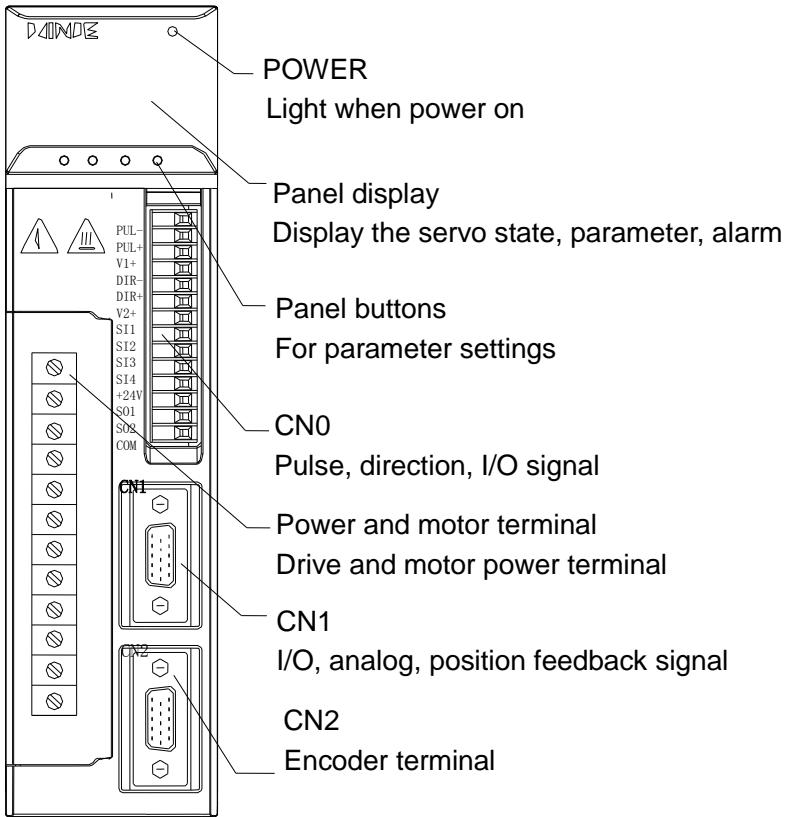 POWER
Light when power on
Panel display
Display the servo state, parameter, alarm
Panel buttons
For parameter settings
CN0
Pulse, direction, I/O signal
Power and motor terminal
Drive and motor power terminal
CN1
I/O, analog, position feedback signal
CN2
Encoder terminal
PUL-
PUL+
V1+
DIR-
DIR+
V2+
SI1
SI2
SI3
SI4
+24V
SO1
SO2
COM
CN1
CN2